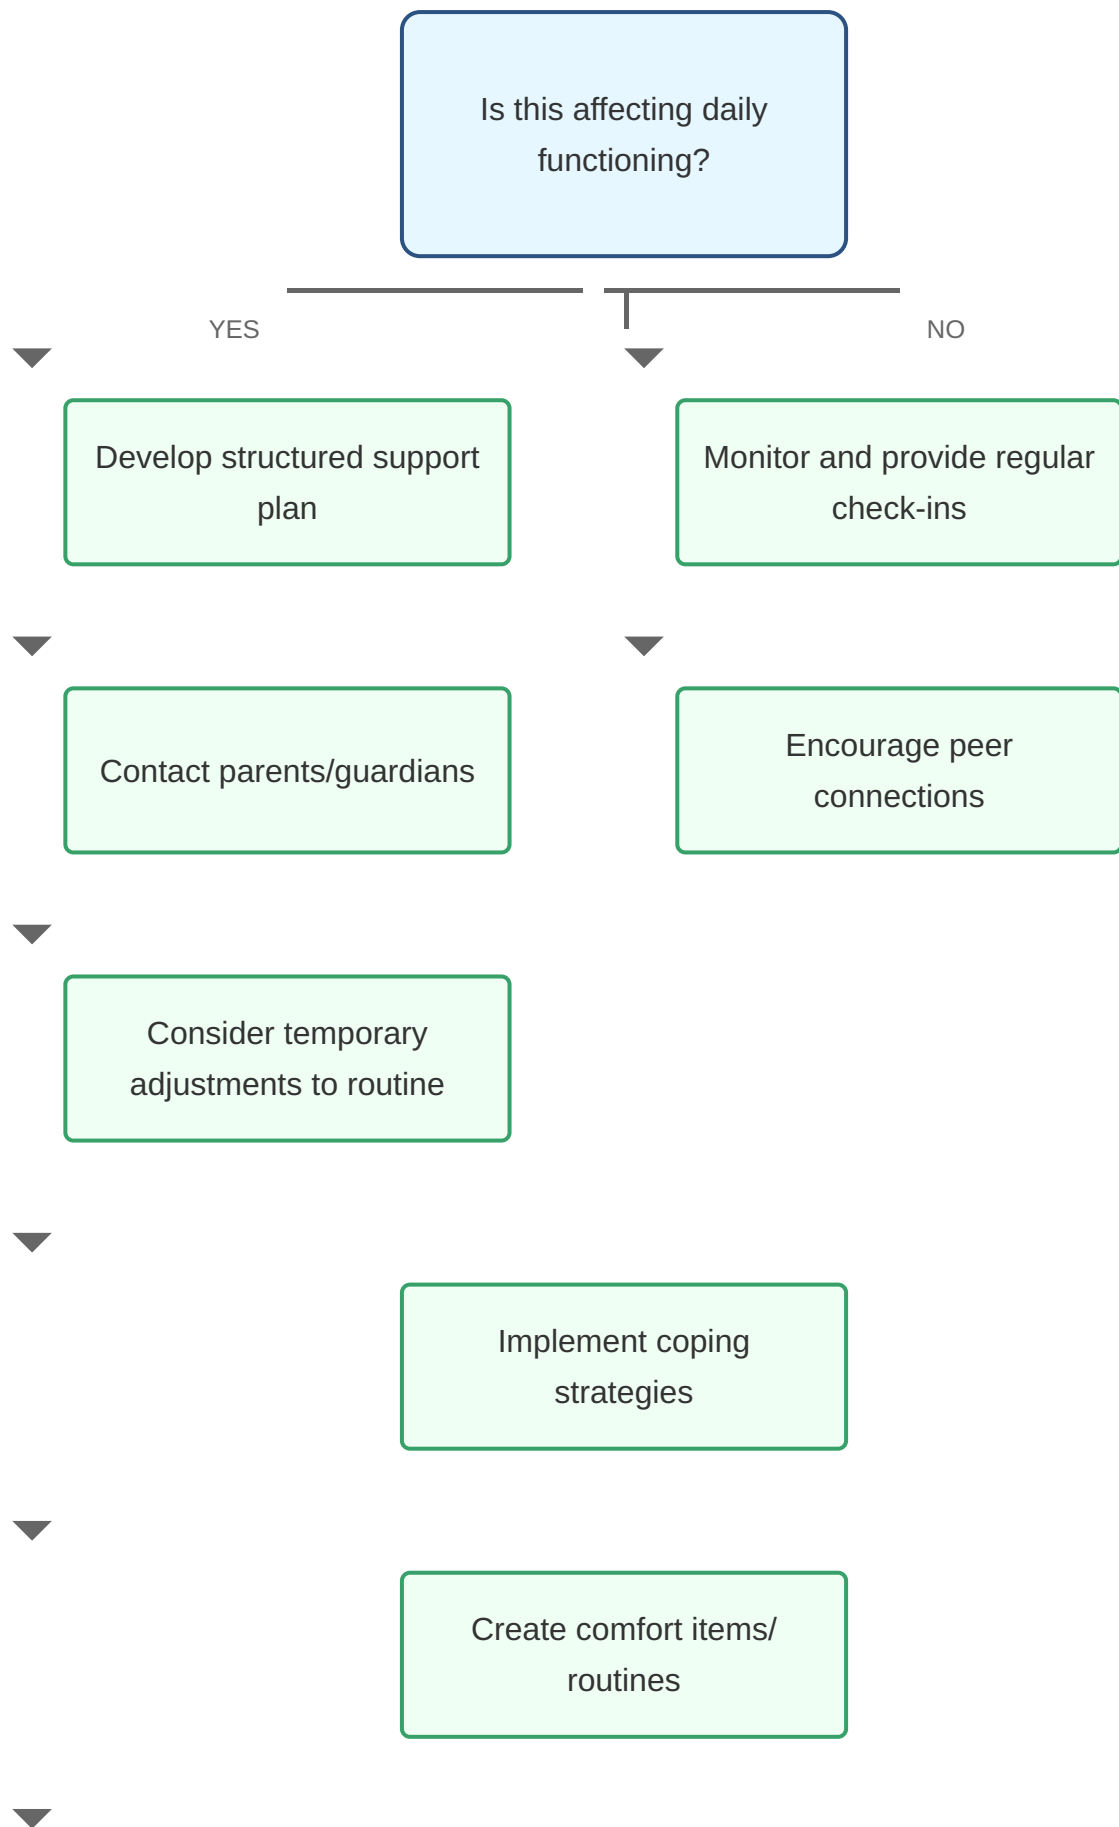 Is this affecting daily
functioning?
YES
NO
Develop structured support
plan
Monitor and provide regular
check-ins
Contact parents/guardians
Encourage peer
connections
Consider temporary
adjustments to routine
Implement coping
strategies
Create comfort items/
routines